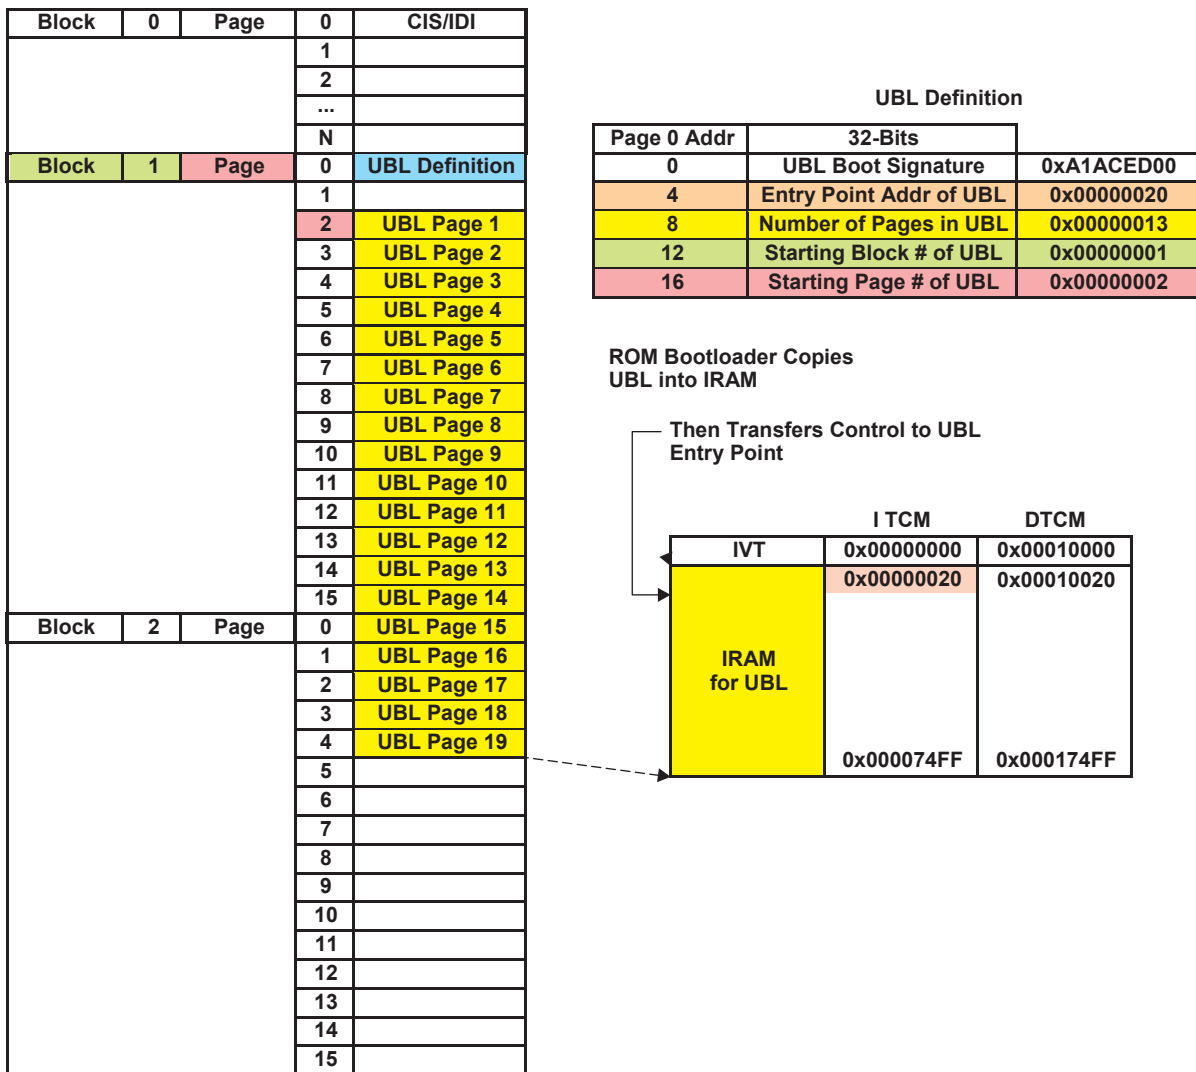 Block 0 Page 0 CIS/IDI
1
2
...
N
Block 1 Page 0 UBL Definition
1
2 UBL Page 1
3 UBL Page 2
4 UBL Page 3
5 UBL Page 4
6 UBL Page 5
7 UBL Page 6
8 UBL Page 7
9 UBL Page 8
10 UBL Page 9
11 UBL Page 10
12 UBL Page 11
13 UBL Page 12
14 UBL Page 13
15 UBL Page 14
Block 2 Page 0 UBL Page 15
1 UBL Page 16
2 UBL Page 17
3 UBL Page 18
4 UBL Page 19
5
6
7
8
9
10
11
12
13
14
15
UBL Definition
Page 0 Addr 32-Bits
0 UBL Boot Signature 0xA1ACED00
4 Entry Point Addr of UBL 0x00000020
8 Number of Pages in UBL 0x00000013
12 Starting Block # of UBL 0x00000001
16 Starting Page # of UBL 0x00000002
ROM Bootloader Copies
UBL into IRAM
Then Transfers Control to UBL
Entry Point
I TCM DTCM
IVT 0x00000000 0x00010000
0x00000020 0x00010020
IRAM
for UBL
0x000074FF 0x000174FF